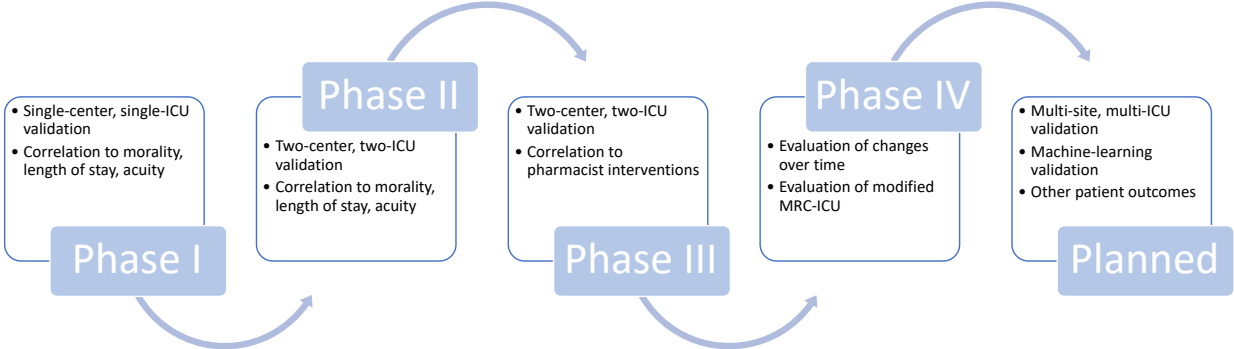 • Single-center, single-ICU
validation
• Correlation to morality,
length of stay, acuity
Phase I
Phase II
• Two-center, two-ICU
validation
• Correlation to morality,
length of stay, acuity
• Two-center, two-ICU
validation
• Correlation to
pharmacist interventions
Phase III
Phase IV
• Evaluation of changes
over time
• Evaluation of modified
MRC-ICU
• Multi-site, multi-ICU
validation
• Machine-learning
validation
• Other patient outcomes
Planned